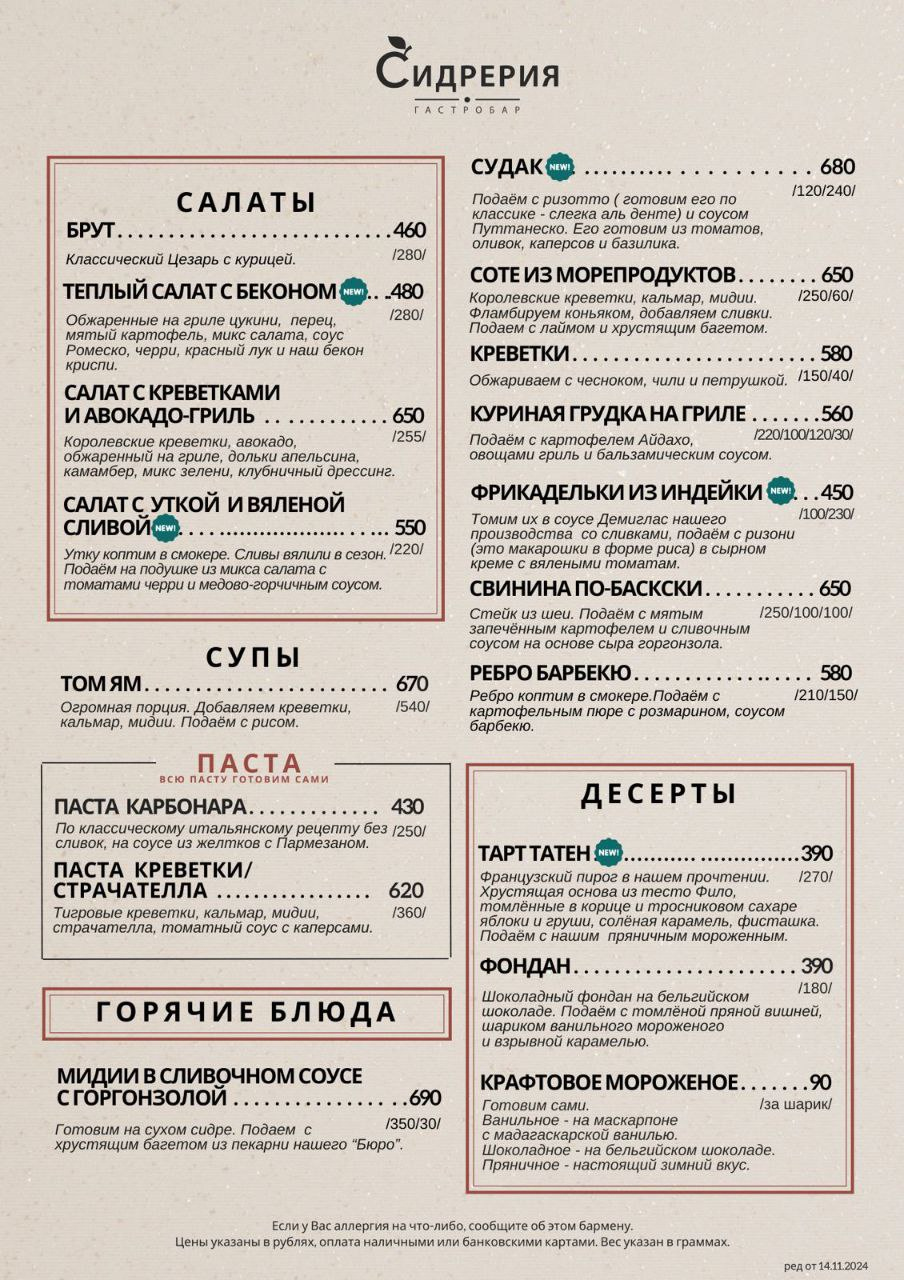 Сидрерия
ГАСТРОБАР
САЛАТЫ
БРУТ...........................460
Классический Цезарь с курицей.
/280/
ТЕПЛЫЙ САЛАТ С БЕКОНОМ NEW! .. ..480
/280/
Обжаренные на гриле цукини, перец,
мятый картофель, микс салата, соус
Ромеско, черри, красный лук и наш бекон
криспи.
САЛАТ С КРЕВЕТКАМИ
И АВОКАДО-ГРИЛЬ .. .......... 650
/255/
Королевские креветки, авокадо,
обжаренный на гриле, дольки апельсина,
камамбер, микс зелени, клубничный дрессинг.
САЛАТ С УТКОЙ И ВЯЛЕНОЙ
СЛИВОЙ NEW! .... ................... .. ... 550
Утку коптим в смокере. Сливы вялили в сезон. /220/
Подаём на подушке из микса салата с
томатами черри и медово-горчичным соусом.
СУПЫ
ТОМ ЯМ........................ 670
Огромная порция. Добавляем креветки, /540/
кальмар, мидии. Подаём с рисом.
ПАСТА
ВСЮ ПАСТУ ГОТОВИМ САМИ
ПАСТА КАРБОНАРА............. 430
По классическому итальянскому рецепту без /250/
сливок, на соусе из желтков с Пармезаном.
ПАСТА КРЕВЕТКИ/
СТРАЧАТЕЛЛА ................ 620
Тигровые креветки, кальмар, мидии, /360/
страчателла, томатный соус с каперсами.
ГОРЯЧИЕ БЛЮДА
МИДИИ В СЛИВОЧНОМ СОУСЕ
С ГОРГОНЗОЛОЙ ................. .690
/350/30/
Готовим на сухом сидре. Подаем с
хрустящим багетом из пекарни нашего “Бюро”.
СУДАК NEW! . .......... . . . . . . . . . . . 680
/120/240/
Подаём с ризотто ( готовим его по
классике - слегка аль денте) и соусом
Путтанеско. Его готовим из томатов,
оливок, каперсов и базилика.
СОТЕ ИЗ МОРЕПРОДУКТОВ........ 650
Королевские креветки, кальмар, мидии. /250/60/
Фламбируем коньяком, добавляем сливки.
Подаем с лаймом и хрустящим багетом.
КРЕВЕТКИ........................ 580
Обжариваем с чесноком, чили и петрушкой. /150/40/
КУРИНАЯ ГРУДКА НА ГРИЛЕ .......560
Подаём с картофелем Айдахо, /220/100/120/30/
овощами гриль и бальзамическим соусом.
ФРИКАДЕЛЬКИ ИЗ ИНДЕЙКИ NEW! . . .450
Томим их в соусе Демиглас нашего /100/230/
производства со сливками, подаём с ризони
(это макарошки в форме риса) в сырном
креме с вялеными томатам.
СВИНИНА ПО-БАСКСКИ........... 650
Стейк из шеи. Подаём с мятым /250/100/100/
запечённым картофелем и сливочным
соусом на основе сыра горгонзола.
РЕБРО БАРБЕКЮ.................. 580
Ребро коптим в смокере.Подаём с /210/150/
картофельным пюре с розмарином, соусом
барбекю.
ДЕСЕРТЫ
ТАРТ ТАТЕН NEW! ........... ...............390
Французский пирог в нашем прочтении. /270/
Хрустящая основа из тесто Фило,
томлённые в корице и тросниковом сахаре
яблоки и груши, солёная карамель, фисташка.
Подаём с нашим пряничным мороженным.
ФОНДАН....................... 390
/180/
Шоколадный фондан на бельгийском
шоколаде. Подаём с томлёной пряной вишней,
шариком ванильного мороженого
и взрывной карамелью.
КРАФТОВОЕ МОРОЖЕНОЕ.......90
Готовим сами. /за шарик/
Ванильное - на маскарпоне
с мадагаскарской ванилью.
Шоколадное - на бельгийском шоколаде.
Пряничное - настоящий зимний вкус.
Если у Вас аллергия на что-либо, сообщите об этом бармену.
Цены указаны в рублях, оплата наличными или банковскими картами. Вес указан в граммах.
ред от 14.11.2024